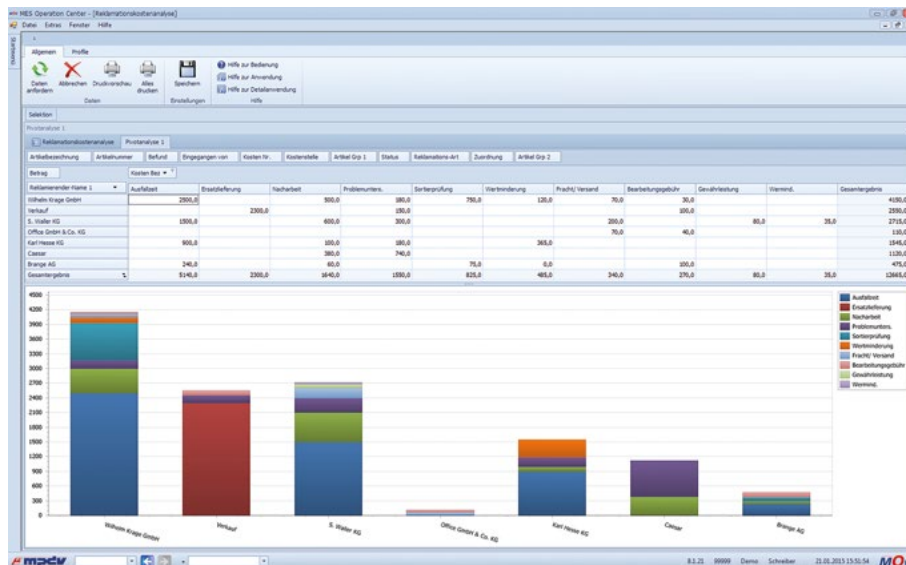 MES Operation Center - [Reklamationskostenanalyse]
Datei Extras Fenster Hilfe
Startmenü
Allgemein Profile
Daten anfordern Abbrechen Druckvorschau Alles drucken Speichern
Hilfe zur Bedienung
Hilfe zur Anwendung
Hilfe zur Detailanwendung
Daten Einstellungen Hilfe
Selektion
Pivotanalyse 1
Reklamationskostenanalyse Pivotanalyse 1
Artikelbezeichnung Artikelnummer Befund Eingegangen von Kosten Nr. Kostenstelle Artikel Grp 1 Status Reklamations-Art Zuordnung Artikel Grp 2
Betrag Kosten Bez
Reklamierender Name 1 Ausfallzeit Ersatzlieferung Nacharbeit Problemunters. Sortierprüfung Wertminderung Fracht/ Versand Bearbeitungsgebühr Gewährleistung Wermind. Gesamtergebnis
Wilhelm Krage GmbH 2500,0 500,0 180,0 750,0 120,0 70,0 30,0 4150,0
Verkauf 2300,0 150,0 100,0 2550,0
S. Waller KG 1500,0 600,0 300,0 200,0 80,0 35,0 2715,0
Office GmbH & Co. KG 70,0 40,0 110,0
Karl Hesse KG 900,0 100,0 180,0 365,0 1545,0
Caesar 380,0 740,0 1120,0
Brange AG 240,0 60,0 75,0 0,0 100,0 475,0
Gesamtergebnis 5140,0 2300,0 1640,0 1550,0 825,0 485,0 340,0 270,0 80,0 35,0 12665,0
4500
4200
3900
3600
3300
3000
2700
2400
2100
1800
1500
1200
900
600
300
0
Ausfallzeit
Ersatzlieferung
Nacharbeit
Problemunters.
Sortierprüfung
Wertminderung
Fracht/ Versand
Bearbeitungsgebühr
Gewährleistung
Wermind.
Wilhelm Krage GmbH Verkauf S. Waller KG Office GmbH & Co. KG Karl Hesse KG Caesar Brange AG
mpdv 8.1.21 99999 Demo Schreiber 21.01.2015 15:51:54 MOC